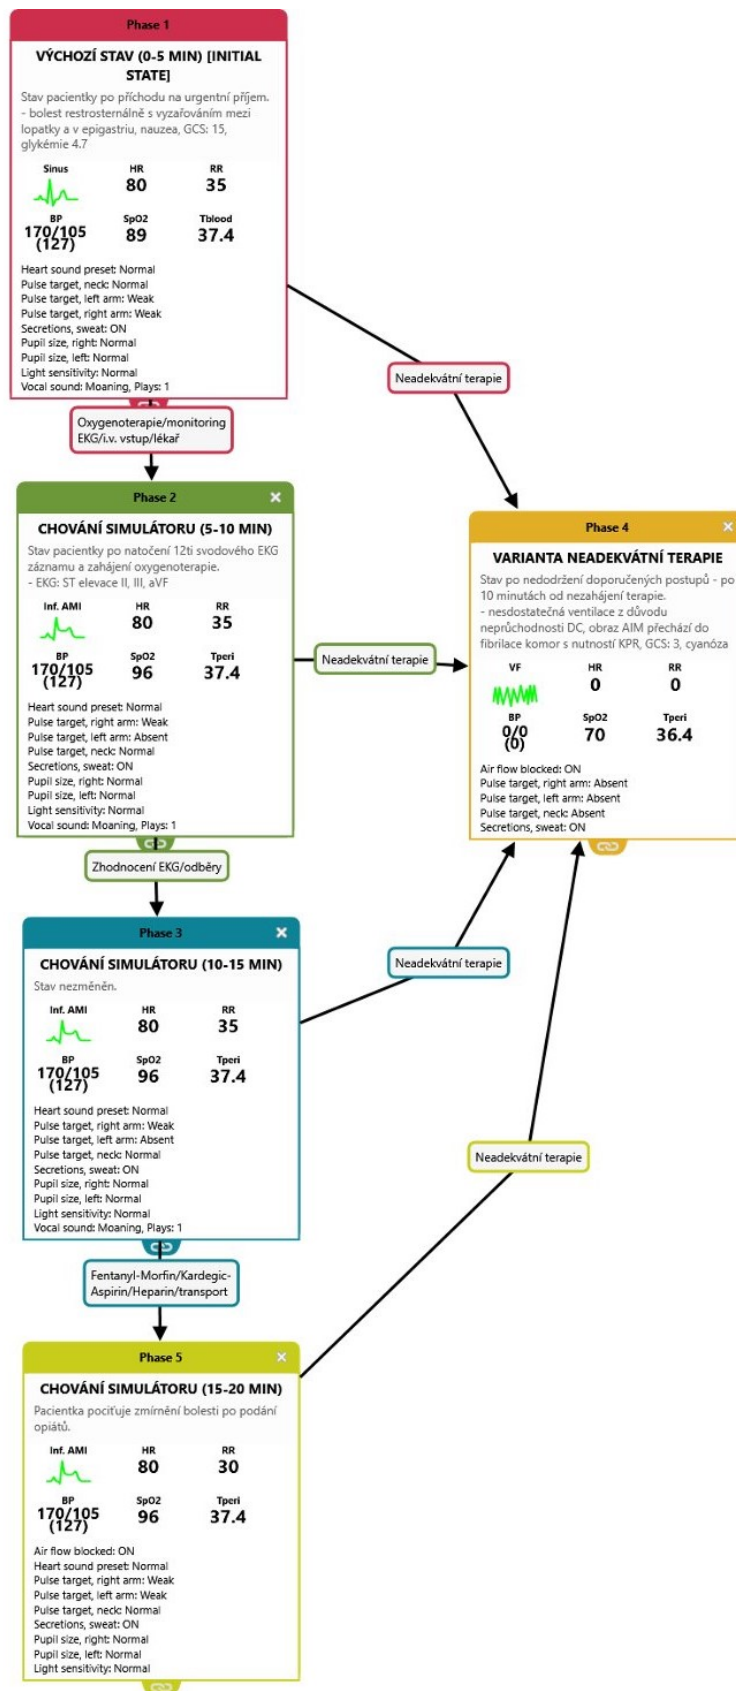 Phase 1
VÝCHOZÍ STAV (0-5 MIN) [INITIAL
STATE]
Stav pacientky po příchodu na urgentní příjem.
- bolest restrosternálně s vyzařováním mezi
lopatky a v epigastriu, nauzea, GCS: 15,
glykémie 4.7
Sinus HR RR
80 35
BP SpO2 Tblood
170/105 89 37.4
(127)
Heart sound preset: Normal
Pulse target, neck: Normal
Pulse target, left arm: Weak
Pulse target, right arm: Weak
Secretions, sweat: ON
Pupil size, right: Normal
Pupil size, left: Normal
Light sensitivity: Normal
Vocal sound: Moaning, Plays: 1
Neadekvátní terapie
Oxygenoterapie/monitoring
EKG/i.v. vstup/lékař
Phase 2
CHOVÁNÍ SIMULÁTORU (5-10 MIN)
Stav pacientky po natočení 12ti svodového EKG
záznamu a zahájení oxygenoterapie.
- EKG: ST elevace II, III, aVF
Inf. AMI HR RR
80 35
BP SpO2 Tperi
170/105 96 37.4
(127)
Heart sound preset: Normal
Pulse target, right arm: Weak
Pulse target, left arm: Absent
Pulse target, neck: Normal
Secretions, sweat: ON
Pupil size, right: Normal
Pupil size, left: Normal
Light sensitivity: Normal
Vocal sound: Moaning, Plays: 1
Neadekvátní terapie
Phase 4
VARIANTA NEADEKVÁTNÍ TERAPIE
Stav po nedodržení doporučených postupů - po
10 minutách od nezahájení terapie.
- nesdostatečná ventilace z důvodu
neprůchodnosti DC, obraz AIM přechází do
fibrilace komor s nutností KPR, GCS: 3, cyanóza
VF HR RR
0 0
BP SpO2 Tperi
0/0 70 36.4
(0)
Air flow blocked: ON
Pulse target, right arm: Absent
Pulse target, left arm: Absent
Pulse target, neck: Absent
Secretions, sweat: ON
Zhodnocení EKG/odběry
Phase 3
CHOVÁNÍ SIMULÁTORU (10-15 MIN)
Stav nezměněn.
Inf. AMI HR RR
80 35
BP SpO2 Tperi
170/105 96 37.4
(127)
Heart sound preset: Normal
Pulse target, right arm: Weak
Pulse target, left arm: Absent
Pulse target, neck: Normal
Secretions, sweat: ON
Pupil size, right: Normal
Pupil size, left: Normal
Light sensitivity: Normal
Vocal sound: Moaning, Plays: 1
Neadekvátní terapie
Neadekvátní terapie
Fentanyl-Morfin/Kardegic-
Aspirin/Heparin/transport
Phase 5
CHOVÁNÍ SIMULÁTORU (15-20 MIN)
Pacientka pociťuje zmírnění bolesti po podání
opiátů.
Inf. AMI HR RR
80 30
BP SpO2 Tperi
170/105 96 37.4
(127)
Air flow blocked: ON
Heart sound preset: Normal
Pulse target, right arm: Weak
Pulse target, left arm: Weak
Pulse target, neck: Normal
Secretions, sweat: ON
Pupil size, right: Normal
Pupil size, left: Normal
Light sensitivity: Normal